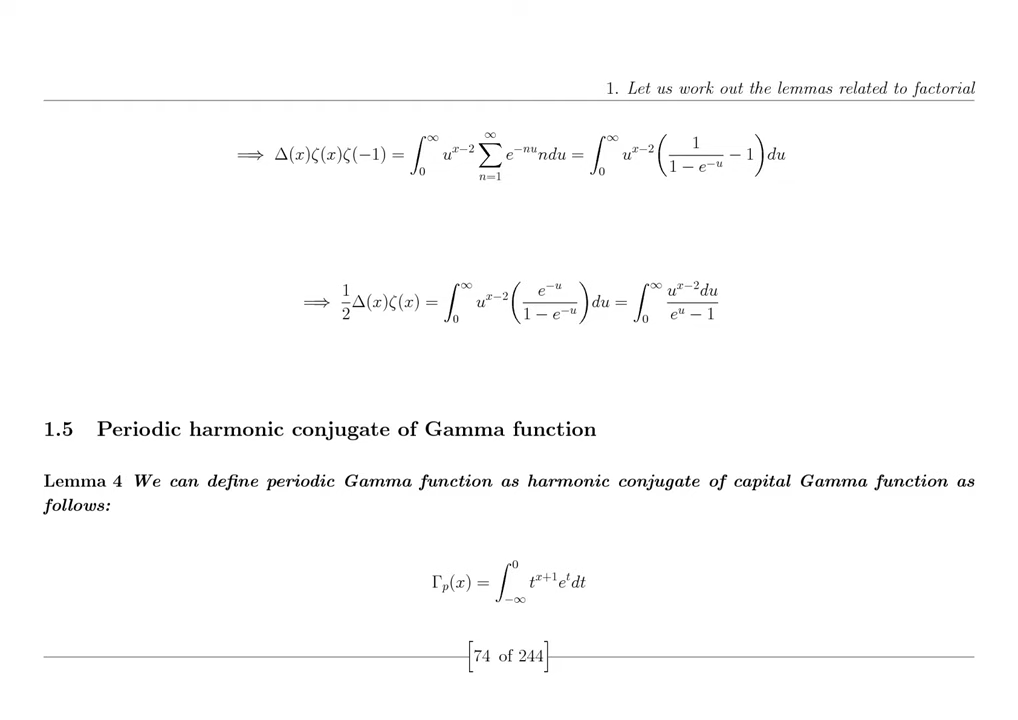 1. Let us work out the lemmas related to factorial
⟹ Δ(x)ζ(x)ζ(−1) = ∫_0^∞ u^{x−2} ∑_{n=1}^∞ e^{−nu}ndu = ∫_0^∞ u^{x−2}(1/(1 − e^{−u}) − 1)du
⟹ 1/2 Δ(x)ζ(x) = ∫_0^∞ u^{x−2}(e^{−u}/(1 − e^{−u}))du = ∫_0^∞ u^{x−2}du/(e^u − 1)
1.5 Periodic harmonic conjugate of Gamma function
Lemma 4 We can define periodic Gamma function as harmonic conjugate of capital Gamma function as
follows:
Γ_p(x) = ∫_{−∞}^0 t^{x+1}e^t dt
[74 of 244]